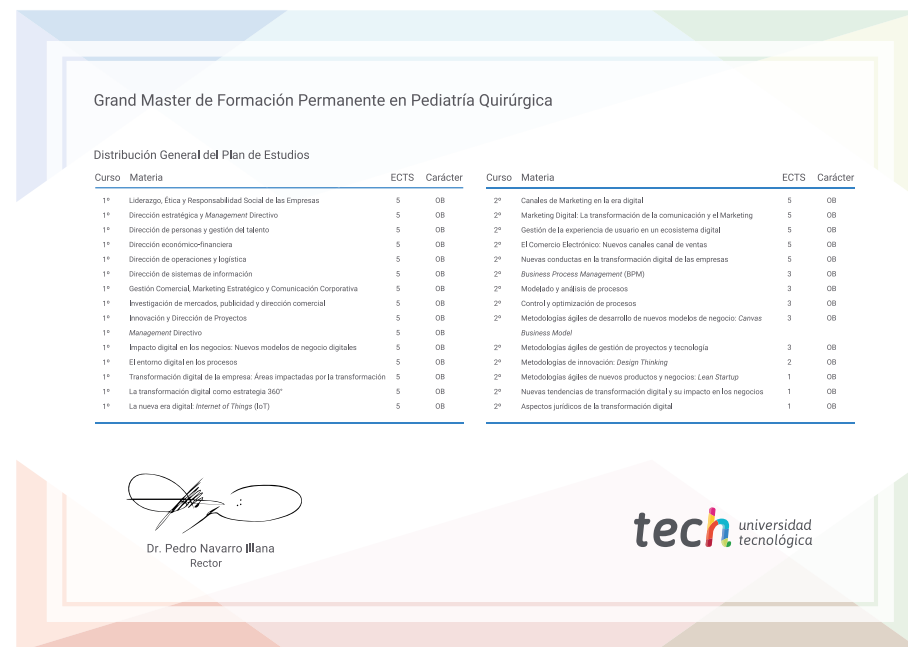 Grand Master de Formación Permanente en Pediatría Quirúrgica
Distribución General del Plan de Estudios
Curso Materia ECTS Carácter
1º Liderazgo, Ética y Responsabilidad Social de las Empresas 5 OB
1º Dirección estratégica y Management Directivo 5 OB
1º Dirección de personas y gestión del talento 5 OB
1º Dirección económico-financiera 5 OB
1º Dirección de operaciones y logística 5 OB
1º Dirección de sistemas de información 5 OB
1º Gestión Comercial, Marketing Estratégico y Comunicación Corporativa 5 OB
1º Investigación de mercados, publicidad y dirección comercial 5 OB
1º Innovación y Dirección de Proyectos 5 OB
1º Management Directivo 5 OB
1º Impacto digital en los negocios: Nuevos modelos de negocio digitales 5 OB
1º El entorno digital en los procesos 5 OB
1º Transformación digital de la empresa: Áreas impactadas por la transformación 5 OB
1º La transformación digital como estrategia 360° 5 OB
1º La nueva era digital: Internet of Things (IoT) 5 OB
Curso Materia ECTS Carácter
2º Canales de Marketing en la era digital 5 OB
2º Marketing Digital: La transformación de la comunicación y el Marketing 5 OB
2º Gestión de la experiencia de usuario en un ecosistema digital 5 OB
2º El Comercio Electrónico: Nuevos canales canal de ventas 5 OB
2º Nuevas conductas en la transformación digital de las empresas 5 OB
2º Business Process Management (BPM) 3 OB
2º Modelado y análisis de procesos 3 OB
2º Control y optimización de procesos 3 OB
2º Metodologías ágiles de desarrollo de nuevos modelos de negocio: Canvas 3 OB
Business Model
2º Metodologías ágiles de gestión de proyectos y tecnología 3 OB
2º Metodologías de innovación: Design Thinking 2 OB
2º Metodologías ágiles de nuevos productos y negocios: Lean Startup 1 OB
2º Nuevas tendencias de transformación digital y su impacto en los negocios 1 OB
2º Aspectos jurídicos de la transformación digital 1 OB
Dr. Pedro Navarro Illana
Rector
tech universidad
tecnológica